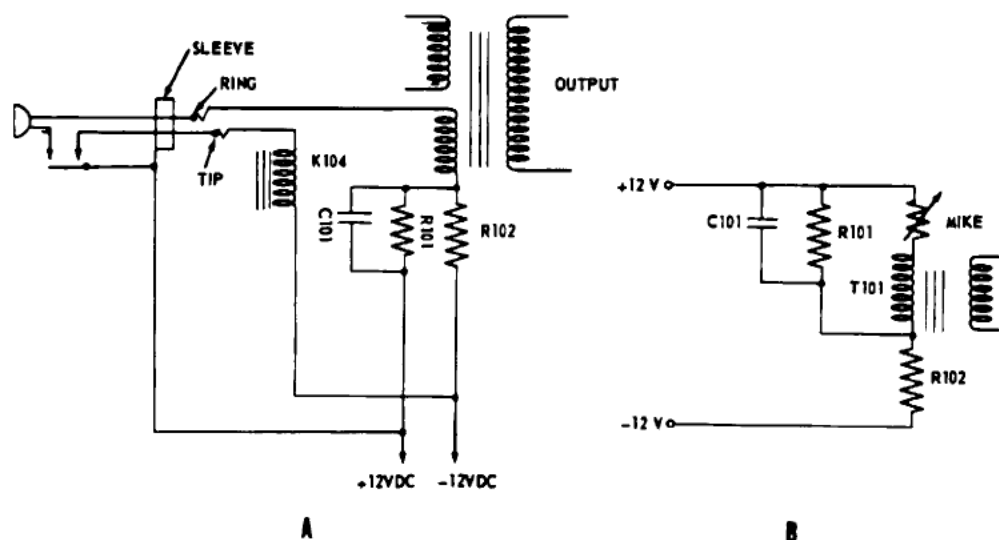 SLEEVE
RING
OUTPUT
TIP
K104
C101
R101
R102
+12VDC
-12VDC
A
+12 V
C101
R101
MIKE
T101
R102
-12 V
B